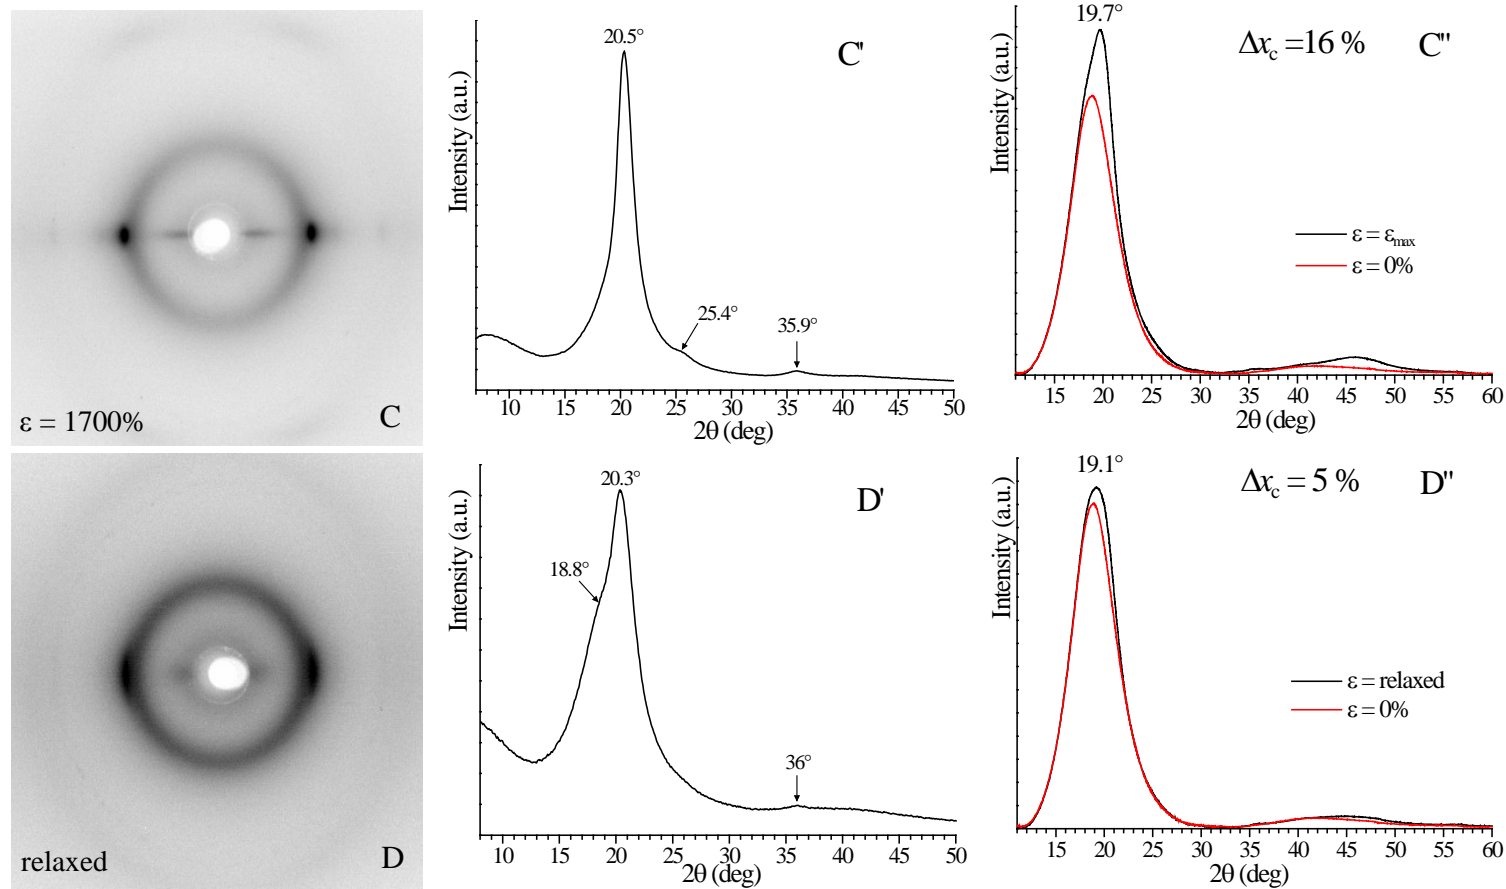 ε = 1700%
C
20.5°
C'
25.4°
35.9°
Intensity (a.u.)
10 15 20 25 30 35 40 45 50
2θ (deg)
19.7°
Δx_c =16 %
C"
Intensity (a.u.)
ε = ε_max
ε = 0%
15 20 25 30 35 40 45 50 55 60
2θ (deg)
relaxed
D
20.3°
D'
18.8°
36°
Intensity (a.u.)
10 15 20 25 30 35 40 45 50
2θ (deg)
19.1°
Δx_c = 5 %
D"
Intensity (a.u.)
ε = relaxed
ε = 0%
15 20 25 30 35 40 45 50 55 60
2θ (deg)